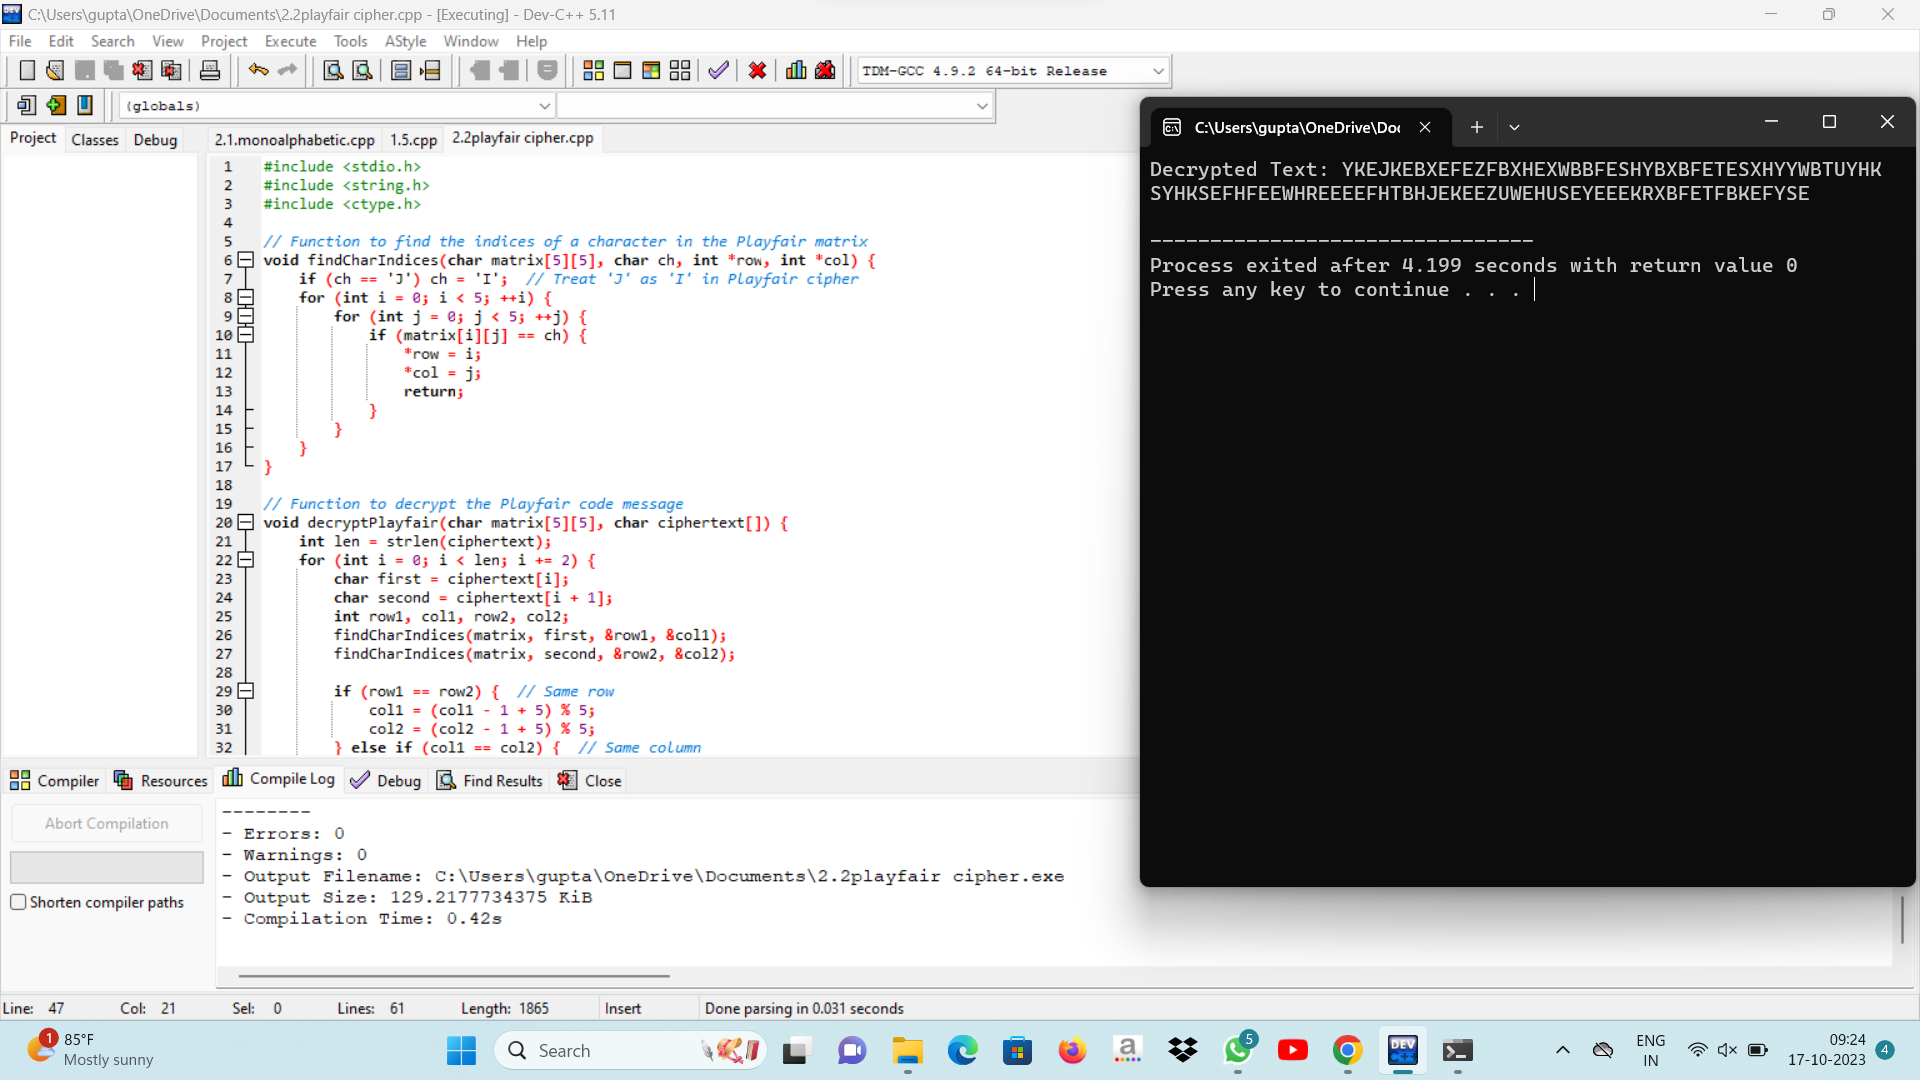 C:\Users\gupta\OneDrive\Documents\2.2playfair cipher.cpp - [Executing] - Dev-C++ 5.11
File Edit Search View Project Execute Tools AStyle Window Help
TDM-GCC 4.9.2 64-bit Release
(globals)
Project Classes Debug
2.1.monoalphabetic.cpp 1.5.cpp 2.2playfair cipher.cpp
1 #include <stdio.h>
2 #include <string.h>
3 #include <ctype.h>
4
5 // Function to find the indices of a character in the Playfair matrix
6 void findCharIndices(char matrix[5][5], char ch, int *row, int *col) {
7 if (ch == 'J') ch = 'I'; // Treat 'J' as 'I' in Playfair cipher
8 for (int i = 0; i < 5; ++i) {
9 for (int j = 0; j < 5; ++j) {
10 if (matrix[i][j] == ch) {
11 *row = i;
12 *col = j;
13 return;
14 }
15 }
16 }
17 }
18
19 // Function to decrypt the Playfair code message
20 void decryptPlayfair(char matrix[5][5], char ciphertext[]) {
21 int len = strlen(ciphertext);
22 for (int i = 0; i < len; i += 2) {
23 char first = ciphertext[i];
24 char second = ciphertext[i + 1];
25 int row1, col1, row2, col2;
26 findCharIndices(matrix, first, &row1, &col1);
27 findCharIndices(matrix, second, &row2, &col2);
28
29 if (row1 == row2) { // Same row
30 col1 = (col1 - 1 + 5) % 5;
31 col2 = (col2 - 1 + 5) % 5;
32 } else if (col1 == col2) { // Same column
C:\Users\gupta\OneDrive\Doc
Decrypted Text: YKEJKEBXEFEZFBXHEXWBBFESHYBXBFETESXHYYWBTUYHK
SYHKSEFHFEEWHREEEEFHTBHJEKEEZUWEHUSEYEEEKRXBFETFBKEFYSE
--------------------------------
Process exited after 4.199 seconds with return value 0
Press any key to continue . . .
Compiler Resources Compile Log Debug Find Results Close
Abort Compilation
Shorten compiler paths
--------
- Errors: 0
- Warnings: 0
- Output Filename: C:\Users\gupta\OneDrive\Documents\2.2playfair cipher.exe
- Output Size: 129.2177734375 KiB
- Compilation Time: 0.42s
Line: 47 Col: 21 Sel: 0 Lines: 61 Length: 1865 Insert Done parsing in 0.031 seconds
1 85°F
Mostly sunny
Search
a
5
DEV
C++
ENG
IN
09:24
17-10-2023
4